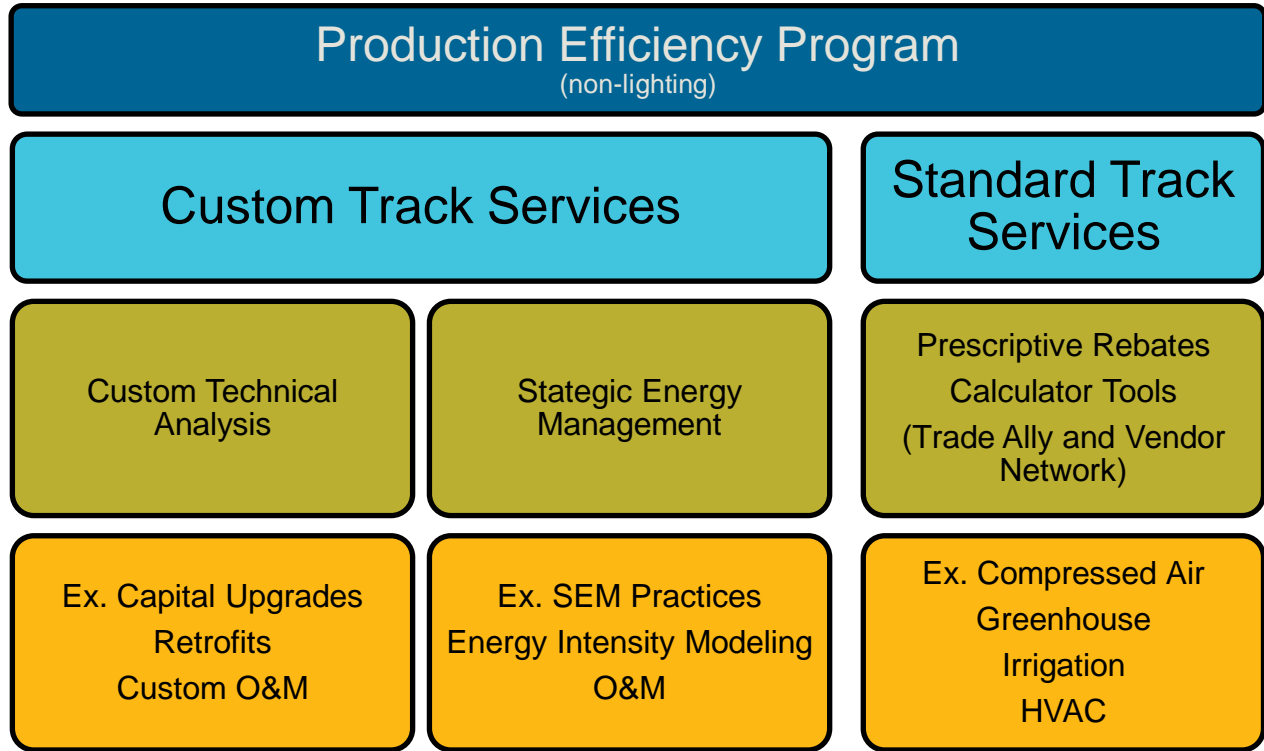 Production Efficiency Program
(non-lighting)
Custom Track Services
Standard Track
Services
Custom Technical
Analysis
Stategic Energy
Management
Prescriptive Rebates
Calculator Tools
(Trade Ally and Vendor
Network)
Ex. Capital Upgrades
Retrofits
Custom O&M
Ex. SEM Practices
Energy Intensity Modeling
O&M
Ex. Compressed Air
Greenhouse
Irrigation
HVAC